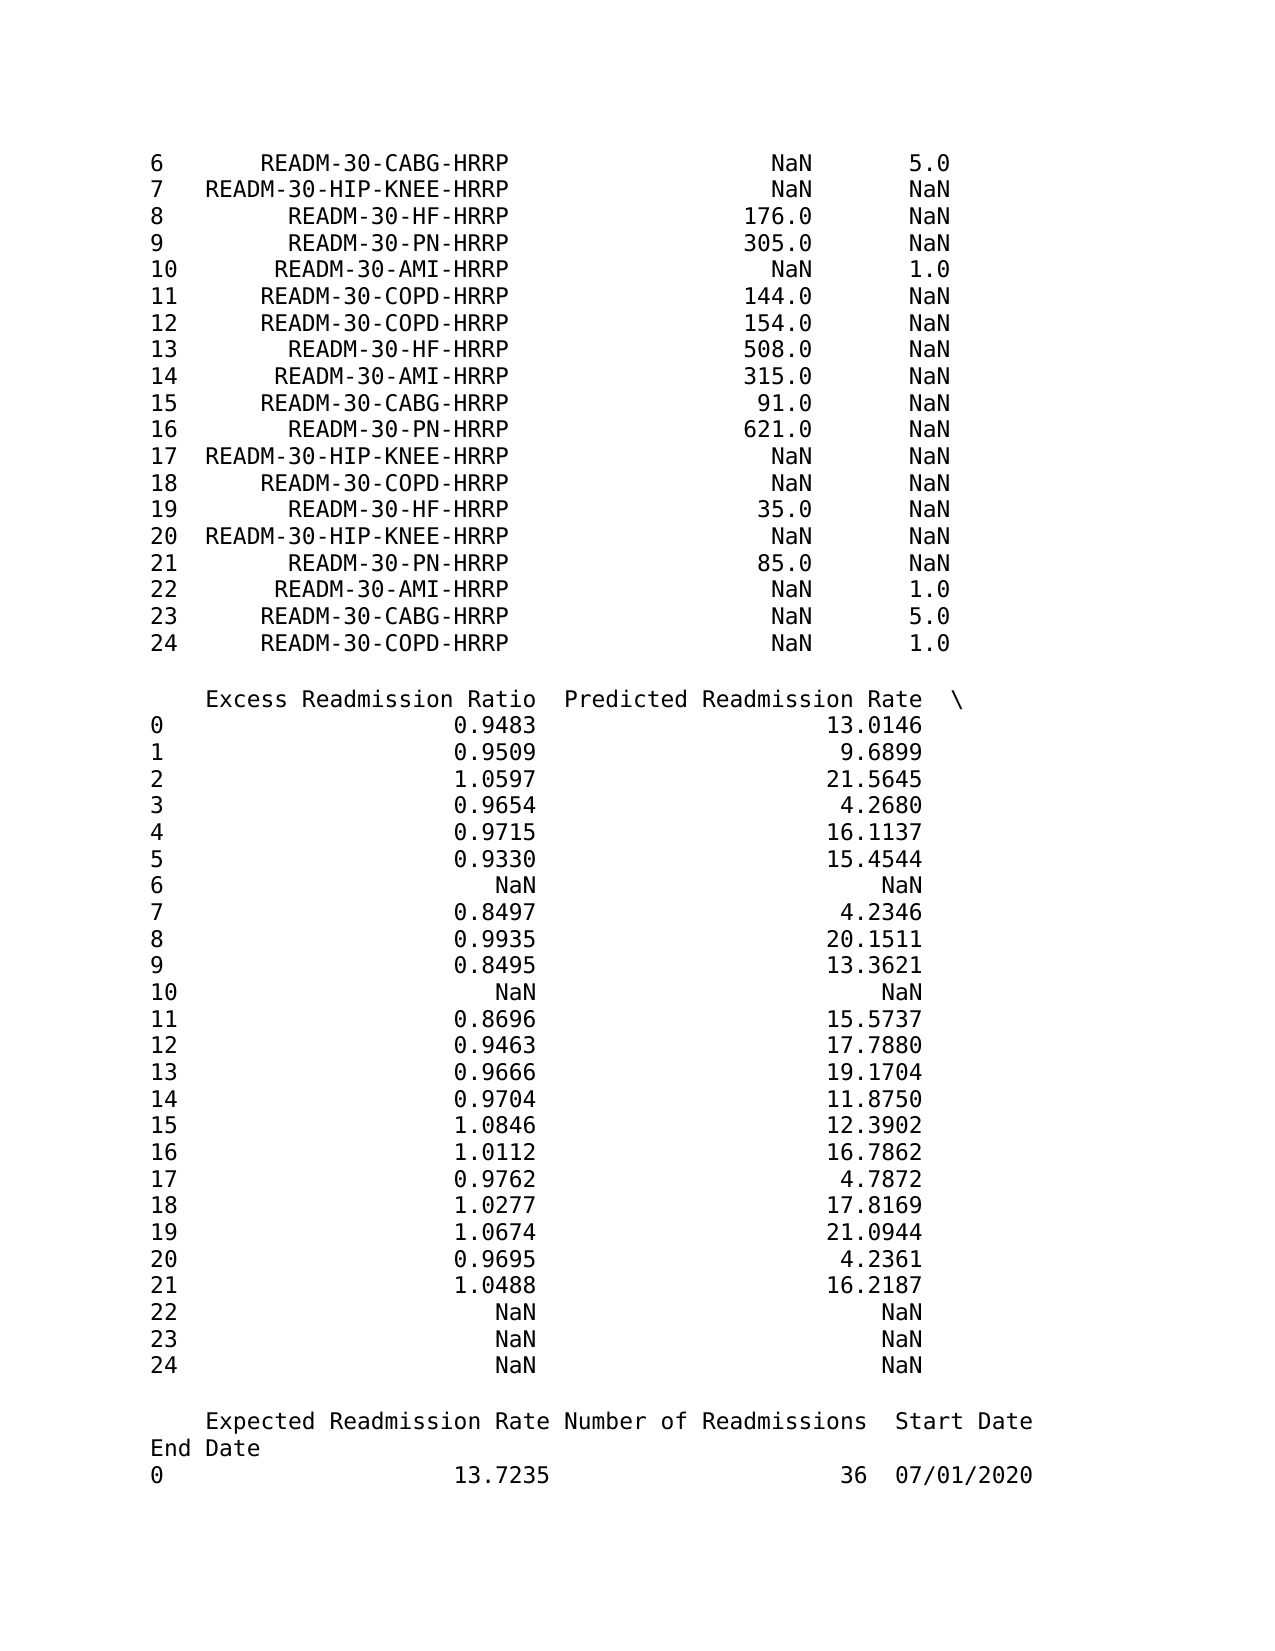 6       READM-30-CABG-HRRP                   NaN       5.0
7   READM-30-HIP-KNEE-HRRP                   NaN       NaN
8         READM-30-HF-HRRP                 176.0       NaN
9         READM-30-PN-HRRP                 305.0       NaN
10       READM-30-AMI-HRRP                   NaN       1.0
11      READM-30-COPD-HRRP                 144.0       NaN
12      READM-30-COPD-HRRP                 154.0       NaN
13        READM-30-HF-HRRP                 508.0       NaN
14       READM-30-AMI-HRRP                 315.0       NaN
15      READM-30-CABG-HRRP                  91.0       NaN
16        READM-30-PN-HRRP                 621.0       NaN
17  READM-30-HIP-KNEE-HRRP                   NaN       NaN
18      READM-30-COPD-HRRP                   NaN       NaN
19        READM-30-HF-HRRP                  35.0       NaN
20  READM-30-HIP-KNEE-HRRP                   NaN       NaN
21        READM-30-PN-HRRP                  85.0       NaN
22       READM-30-AMI-HRRP                   NaN       1.0
23      READM-30-CABG-HRRP                   NaN       5.0
24      READM-30-COPD-HRRP                   NaN       1.0
    Excess Readmission Ratio  Predicted Readmission Rate  \
0                     0.9483                     13.0146
1                     0.9509                      9.6899
2                     1.0597                     21.5645
3                     0.9654                      4.2680
4                     0.9715                     16.1137
5                     0.9330                     15.4544
6                        NaN                         NaN
7                     0.8497                      4.2346
8                     0.9935                     20.1511
9                     0.8495                     13.3621
10                       NaN                         NaN
11                    0.8696                     15.5737
12                    0.9463                     17.7880
13                    0.9666                     19.1704
14                    0.9704                     11.8750
15                    1.0846                     12.3902
16                    1.0112                     16.7862
17                    0.9762                      4.7872
18                    1.0277                     17.8169
19                    1.0674                     21.0944
20                    0.9695                      4.2361
21                    1.0488                     16.2187
22                       NaN                         NaN
23                       NaN                         NaN
24                       NaN                         NaN
    Expected Readmission Rate Number of Readmissions  Start Date
End Date
0                     13.7235                     36  07/01/2020